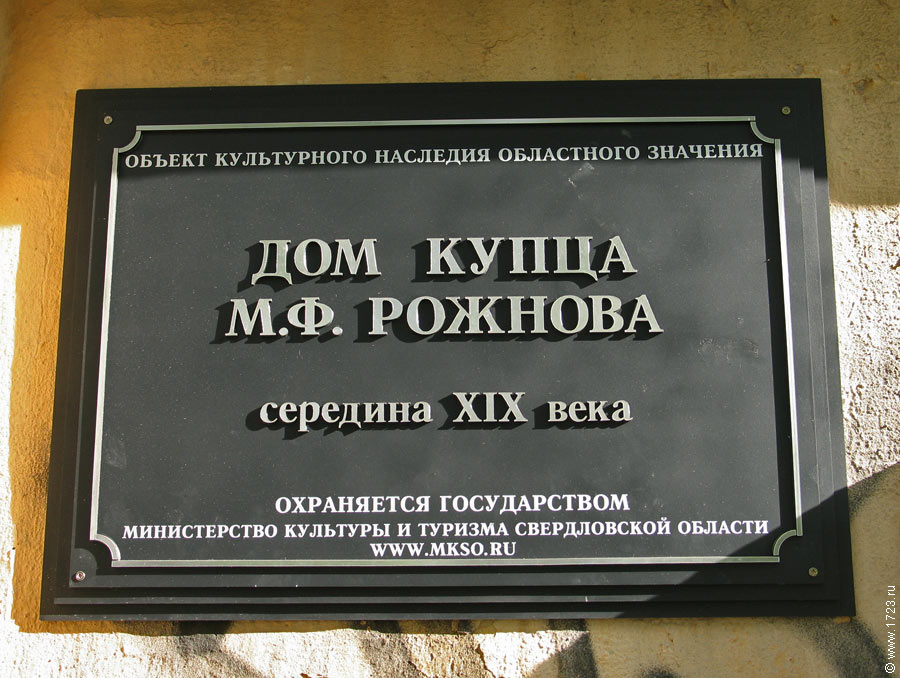 ОБЪЕКТ КУЛЬТУРНОГО НАСЛЕДИЯ ОБЛАСТНОГО ЗНАЧЕНИЯ
ДОМ КУПЦА
М.Ф. РОЖНОВА
середина XIX века
ОХРАНЯЕТСЯ ГОСУДАРСТВОМ
МИНИСТЕРСТВО КУЛЬТУРЫ И ТУРИЗМА СВЕРДЛОВСКОЙ ОБЛАСТИ
WWW.MKSO.RU
© www.1723.ru